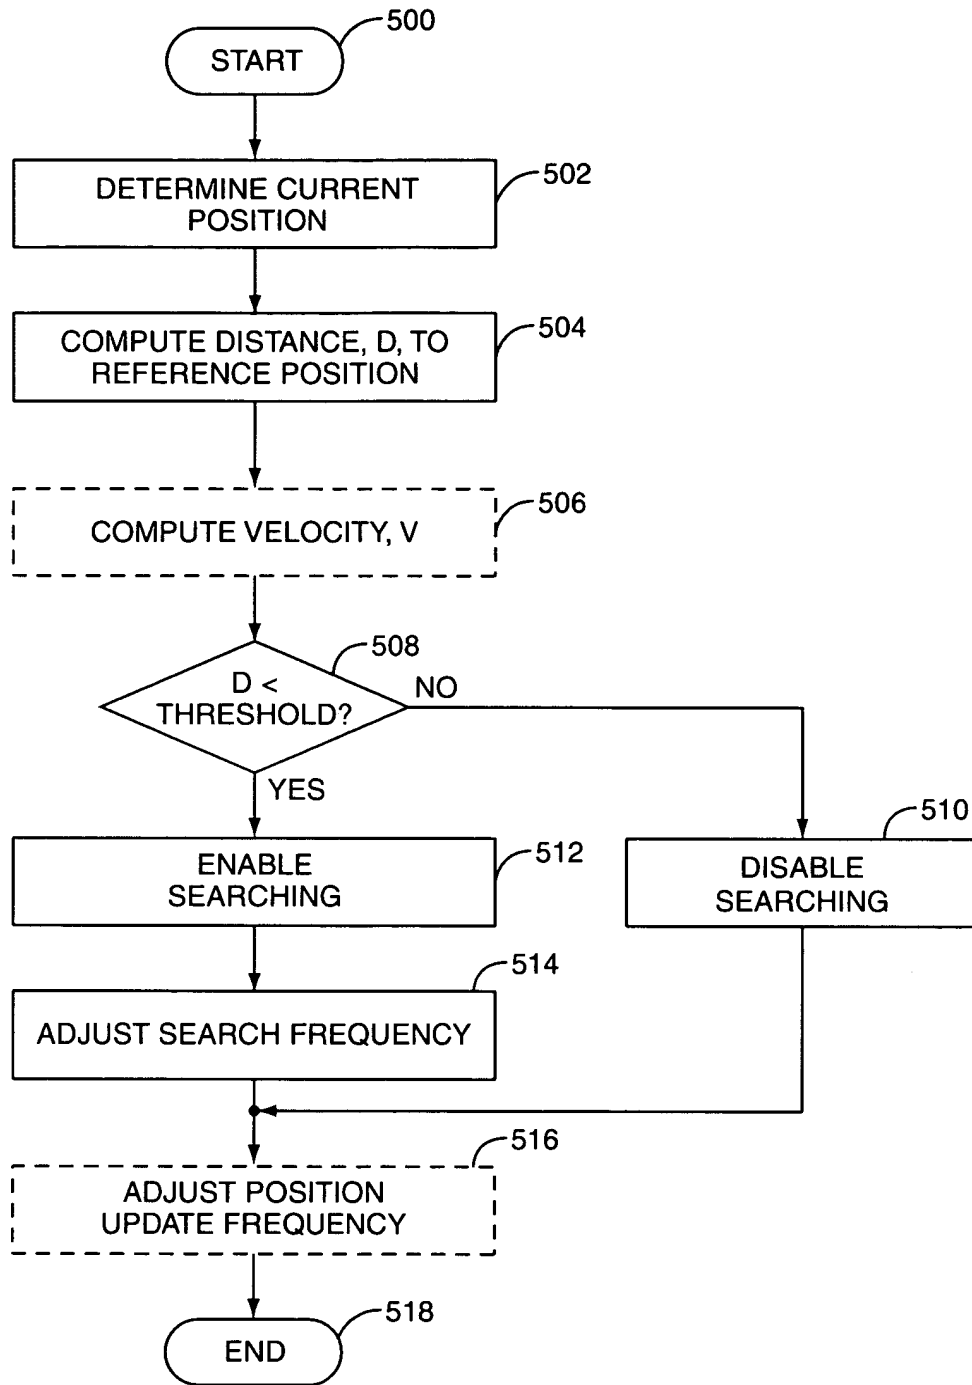 500
START
502
DETERMINE CURRENT
POSITION
504
COMPUTE DISTANCE, D, TO
REFERENCE POSITION
506
COMPUTE VELOCITY, V
508
D <
THRESHOLD?
NO
YES
510
512
ENABLE
SEARCHING
DISABLE
SEARCHING
514
ADJUST SEARCH FREQUENCY
516
ADJUST POSITION
UPDATE FREQUENCY
518
END